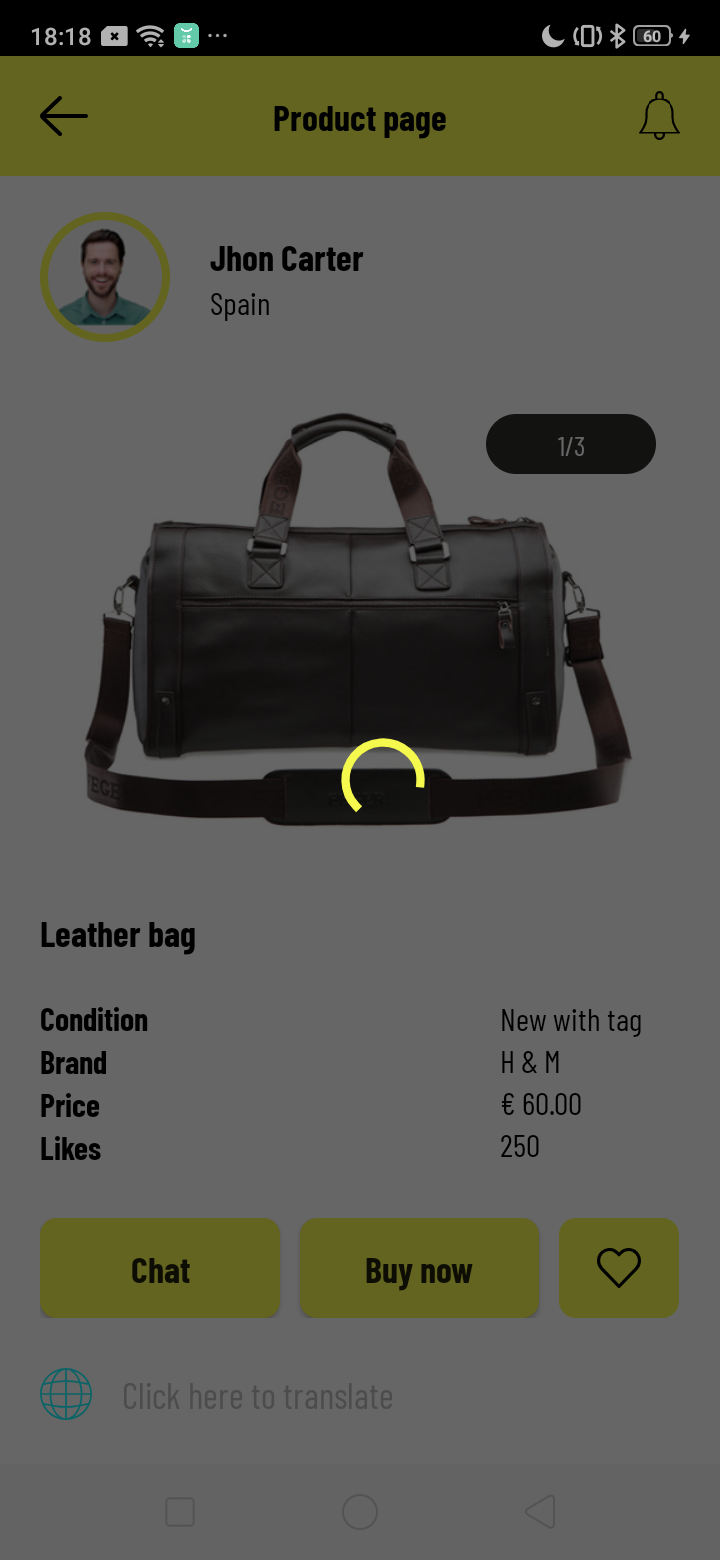 18:18
60
Product page
Jhon Carter
Spain
1/3
Leather bag
Condition New with tag
Brand H & M
Price € 60.00
Likes 250
Chat
Buy now
Click here to translate